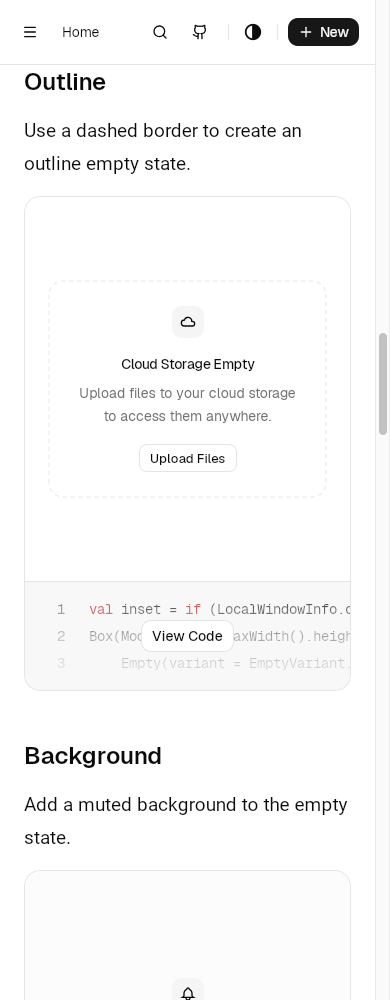 Home
New
Outline
Use a dashed border to create an
outline empty state.
Cloud Storage Empty
Upload files to your cloud storage
to access them anywhere.
Upload Files
1 val inset = if (LocalWindowInfo.c
2 Box( axWidth().heigh
View Code
3 Empty(variant = EmptyVariant.
Background
Add a muted background to the empty
state.